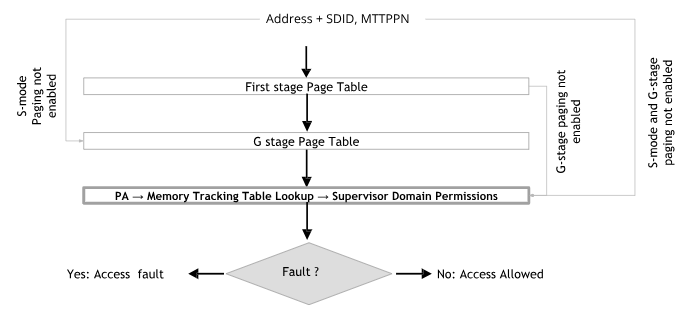 Address + SDID, MTTPPN
S-mode
Paging not
enabled
First stage Page Table
G-stage paging not
enabled
S-mode and G-stage
paging not enabled
G stage Page Table
PA → Memory Tracking Table Lookup → Supervisor Domain Permissions
Fault ?
Yes: Access fault
No: Access Allowed